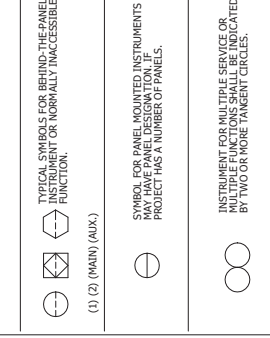 TYPICAL SYMBOLS FOR BEHIND-THE-PANEL
INSTRUMENT OR NORMALLY INACCESSIBLE
FUNCTION.
(1) (2) (MAIN) (AUX.)
SYMBOL FOR PANEL MOUNTED INSTRUMENTS
MAY HAVE PANEL DESIGNATION. IF
PROJECT HAS A NUMBER OF PANELS.
INSTRUMENT FOR MULTIPLE SERVICE OR
MULTIPLE FUNCTIONS SHALLL BE INDICATED
BY TWO OR MORE TANGENT CIRCLES.